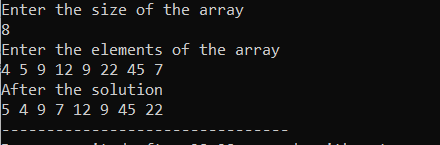 Enter the size of the array
8
Enter the elements of the array
4 5 9 12 9 22 45 7
After the solution
5 4 9 7 12 9 45 22
--------------------------------